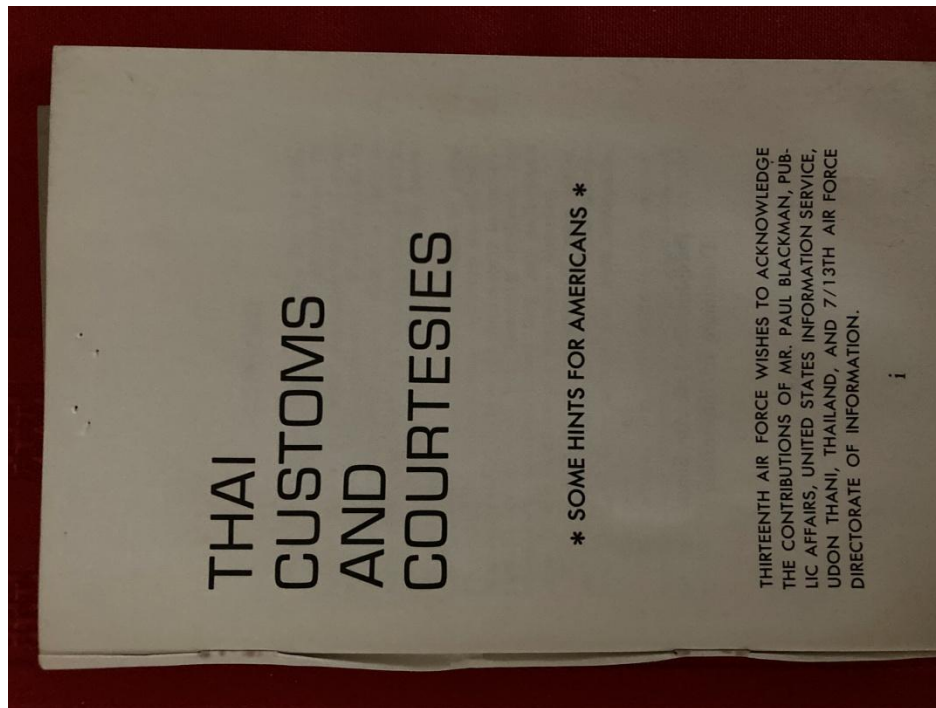 THAI
CUSTOMS
AND
COURTESIES
* SOME HINTS FOR AMERICANS *
THIRTEENTH AIR FORCE WISHES TO ACKNOWLEDGE
THE CONTRIBUTIONS OF MR. PAUL BLACKMAN, PUB-
LIC AFFAIRS, UNITED STATES INFORMATION SERVICE,
UDON THANI, THAILAND, AND 7/13TH AIR FORCE
DIRECTORATE OF INFORMATION.
i